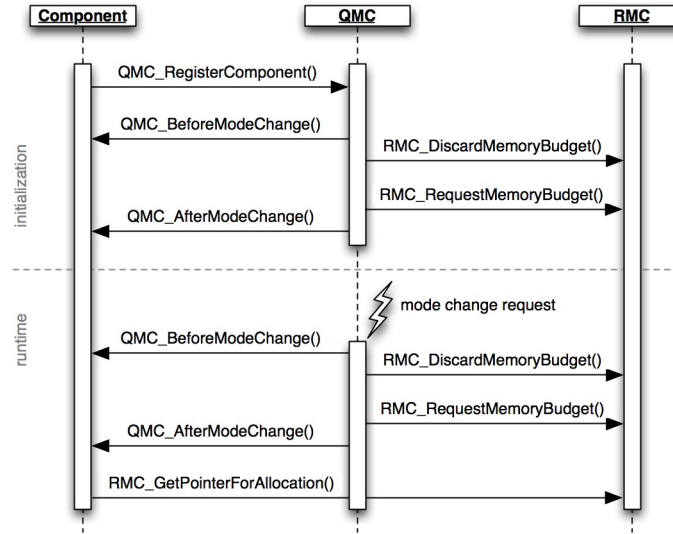 Component QMC RMC
QMC_RegisterComponent()
QMC_BeforeModeChange()
RMC_DiscardMemoryBudget()
RMC_RequestMemoryBudget()
QMC_AfterModeChange()
initialization
mode change request
QMC_BeforeModeChange()
RMC_DiscardMemoryBudget()
RMC_RequestMemoryBudget()
QMC_AfterModeChange()
RMC_GetPointerForAllocation()
runtime